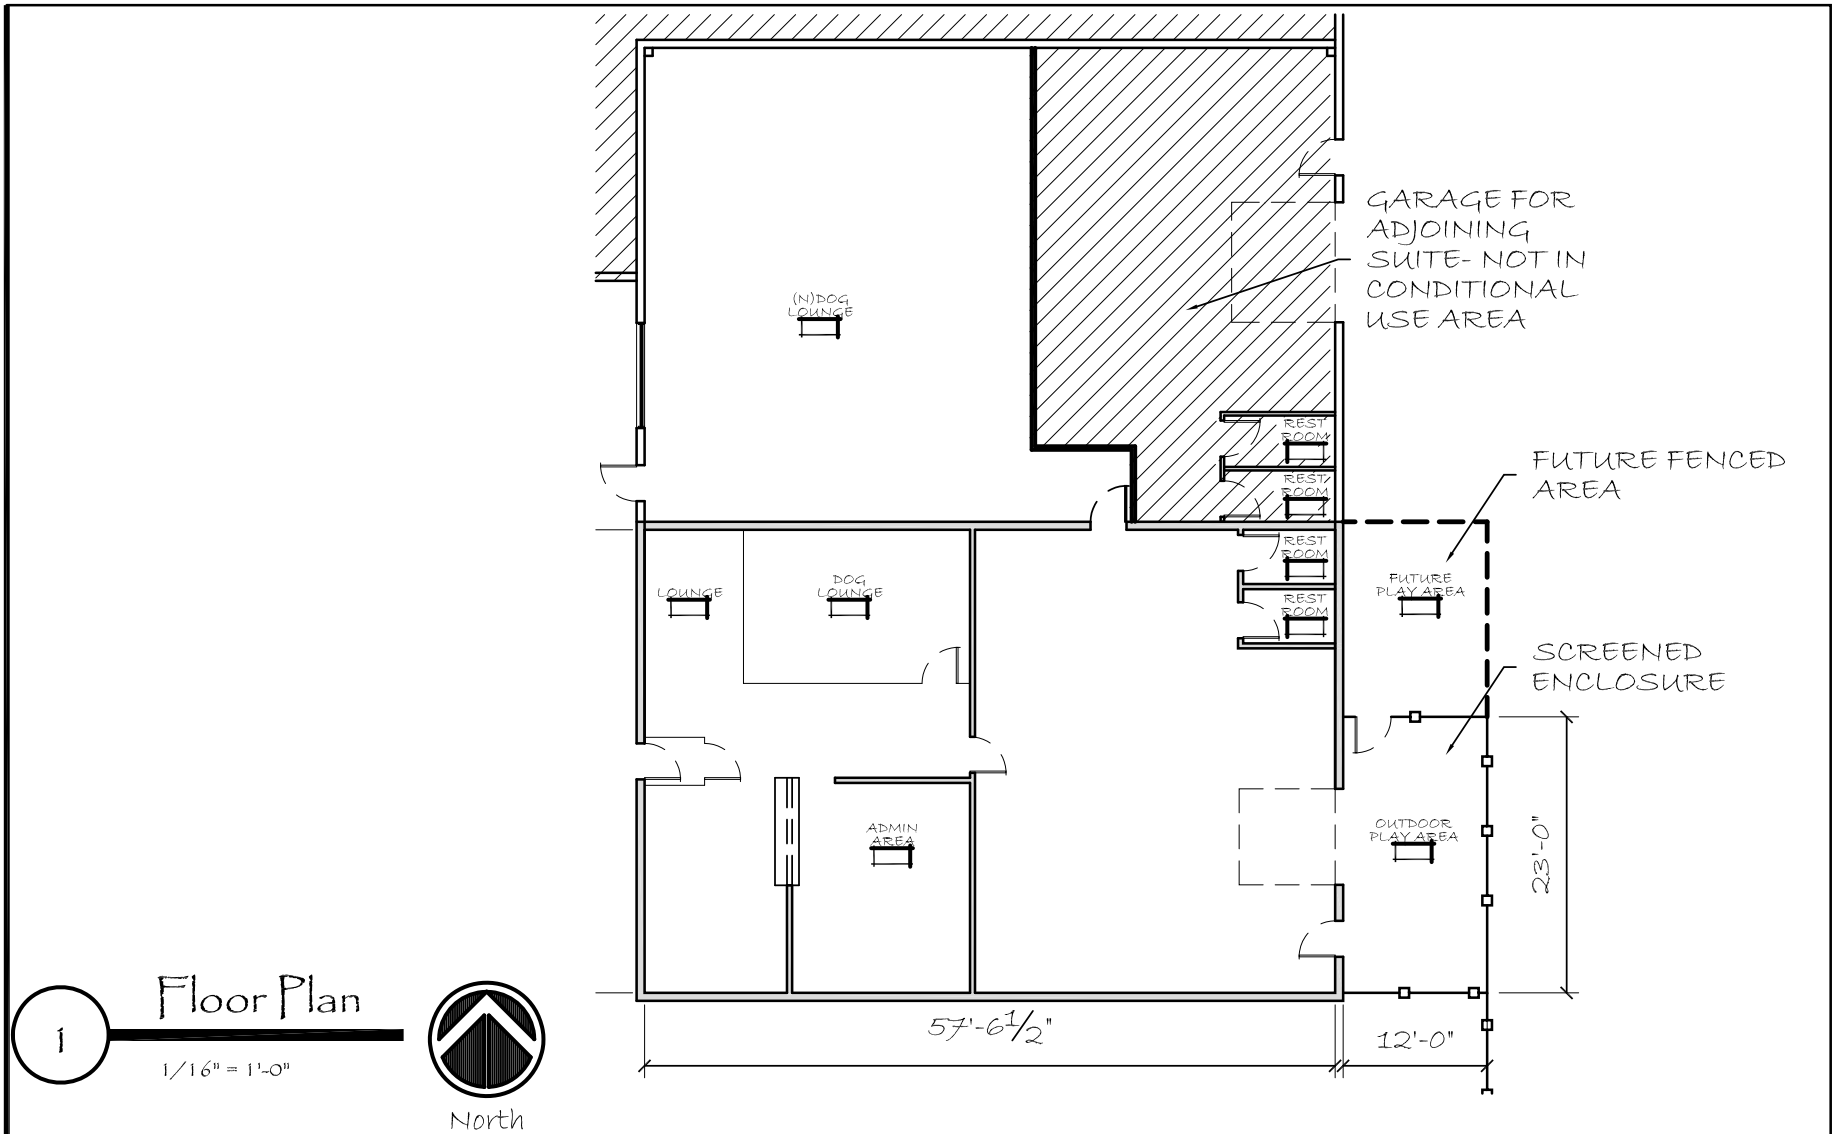 GARAGE FOR
ADJOINING
SUITE- NOT IN
CONDITIONAL
USE AREA
(N)DOG
LOUNGE
REST
ROOM
REST
ROOM
FUTURE FENCED
AREA
REST
ROOM
REST
ROOM
LOUNGE
DOG
LOUNGE
FUTURE
PLAY AREA
SCREENED
ENCLOSURE
ADMIN
AREA
OUTDOOR
PLAY AREA
23'-0"
57'-6 1/2"
12'-0"
1
Floor Plan
1/16" = 1'-0"
North